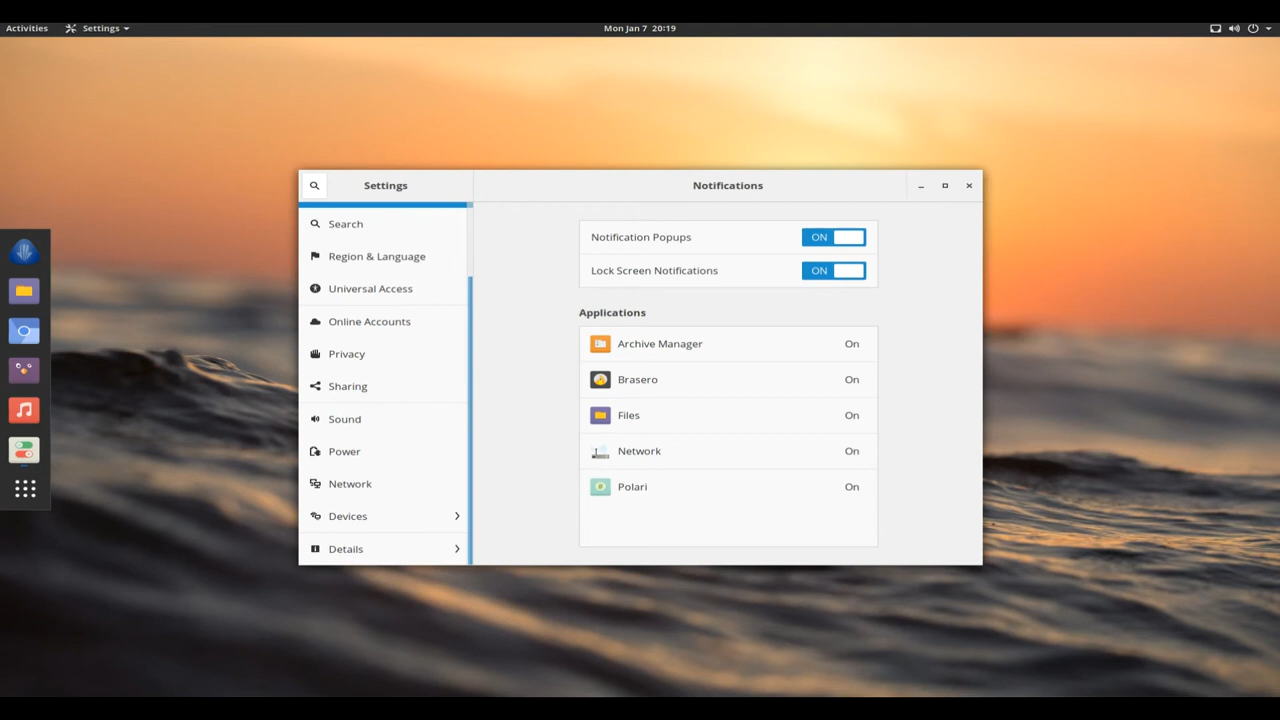 Activities Settings Mon Jan 7 20:19
Settings Notifications
Search
Region & Language
Universal Access
Online Accounts
Privacy
Sharing
Sound
Power
Network
Devices
Details
Notification Popups ON
Lock Screen Notifications ON
Applications
Archive Manager On
Brasero On
Files On
Network On
Polari On